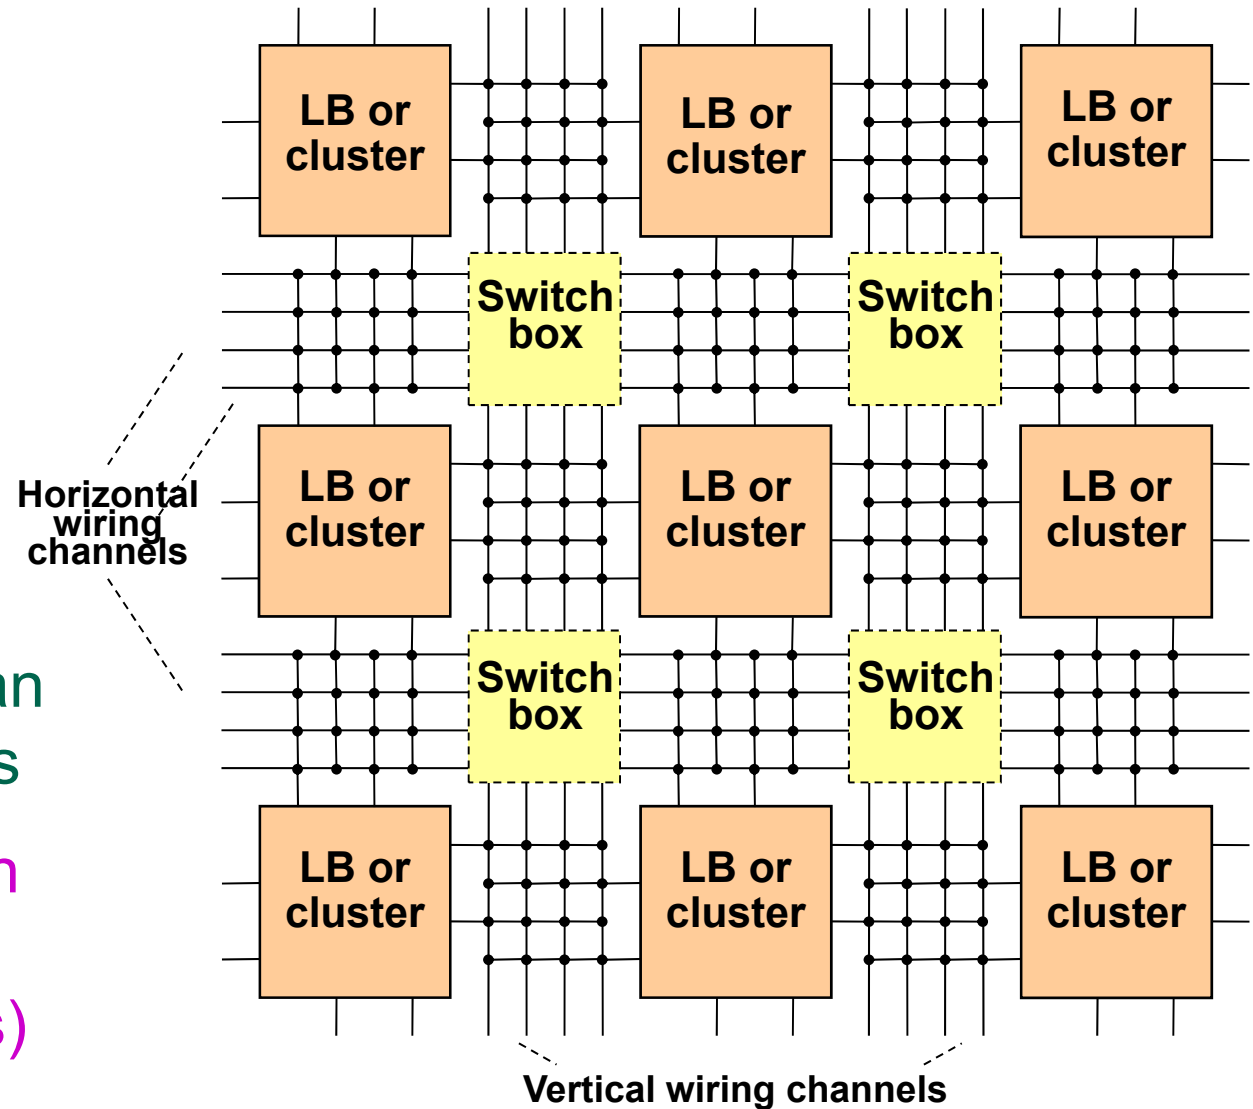 LB or
cluster
LB or
cluster
LB or
cluster
Switch
box
Switch
box
Horizontal
wiring
channels
LB or
cluster
LB or
cluster
LB or
cluster
an
s
Switch
box
Switch
box
n
s)
LB or
cluster
LB or
cluster
LB or
cluster
Vertical wiring channels